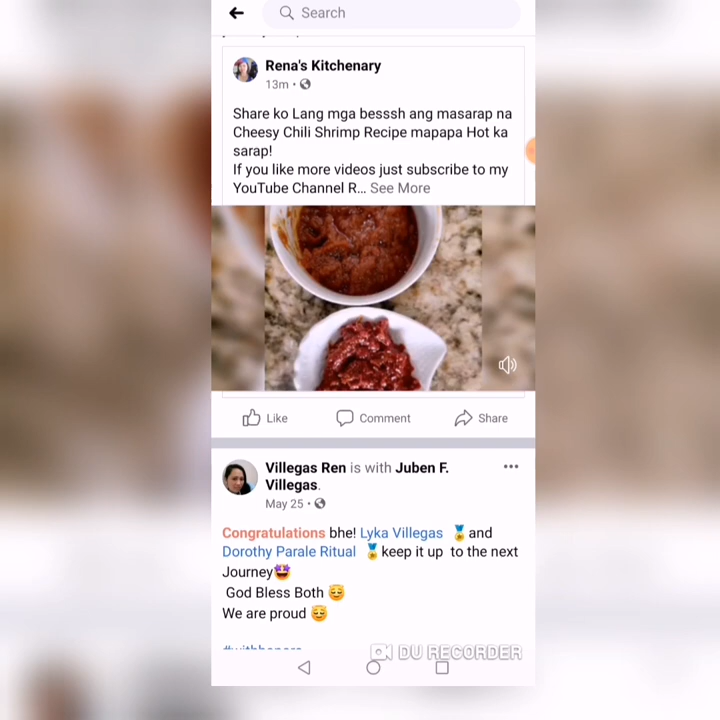 Search
Rena's Kitchenary
13m
Share ko Lang mga besssh ang masarap na
Cheesy Chili Shrimp Recipe mapapa Hot ka
sarap!
If you like more videos just subscribe to my
YouTube Channel R... See More
Like Comment Share
Villegas Ren is with Juben F.
Villegas.
May 25
Congratulations bhe! Lyka Villegas 🏅and
Dorothy Parale Ritual 🏅keep it up to the next
Journey🤩
God Bless Both 😇
We are proud 😇
DU RECORDER